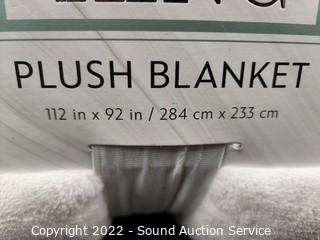 PLUSH BLANKET
112 in x 92 in / 284 cm x 233 cm
Copyright 2022 - Sound Auction Service